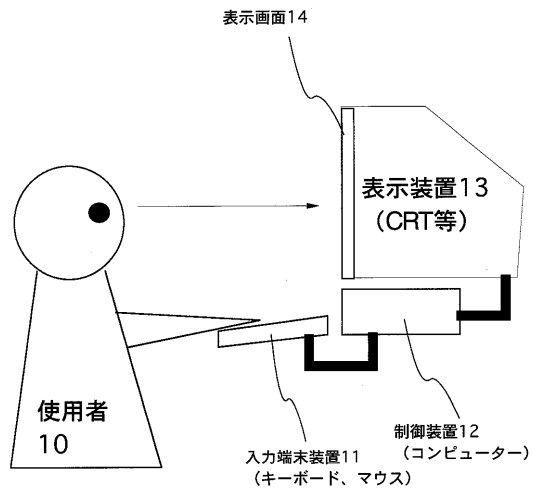 表示画面14
表示装置13
（CRT等）
使用者
10
入力端末装置11
（キーボード、マウス）
制御装置12
（コンピューター）